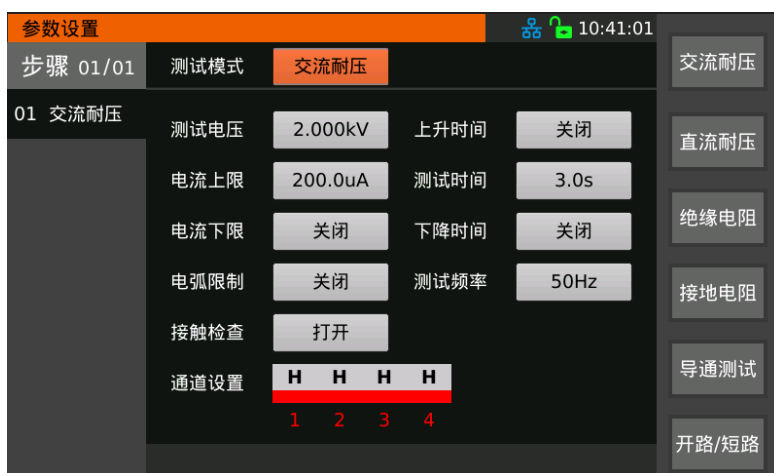 参数设置
10:41:01
步骤 01/01
测试模式 交流耐压
01 交流耐压
测试电压 2.000kV 上升时间 关闭
电流上限 200.0uA 测试时间 3.0s
电流下限 关闭 下降时间 关闭
电弧限制 关闭 测试频率 50Hz
接触检查 打开
通道设置 H H H H
1 2 3 4
交流耐压
直流耐压
绝缘电阻
接地电阻
导通测试
开路/短路